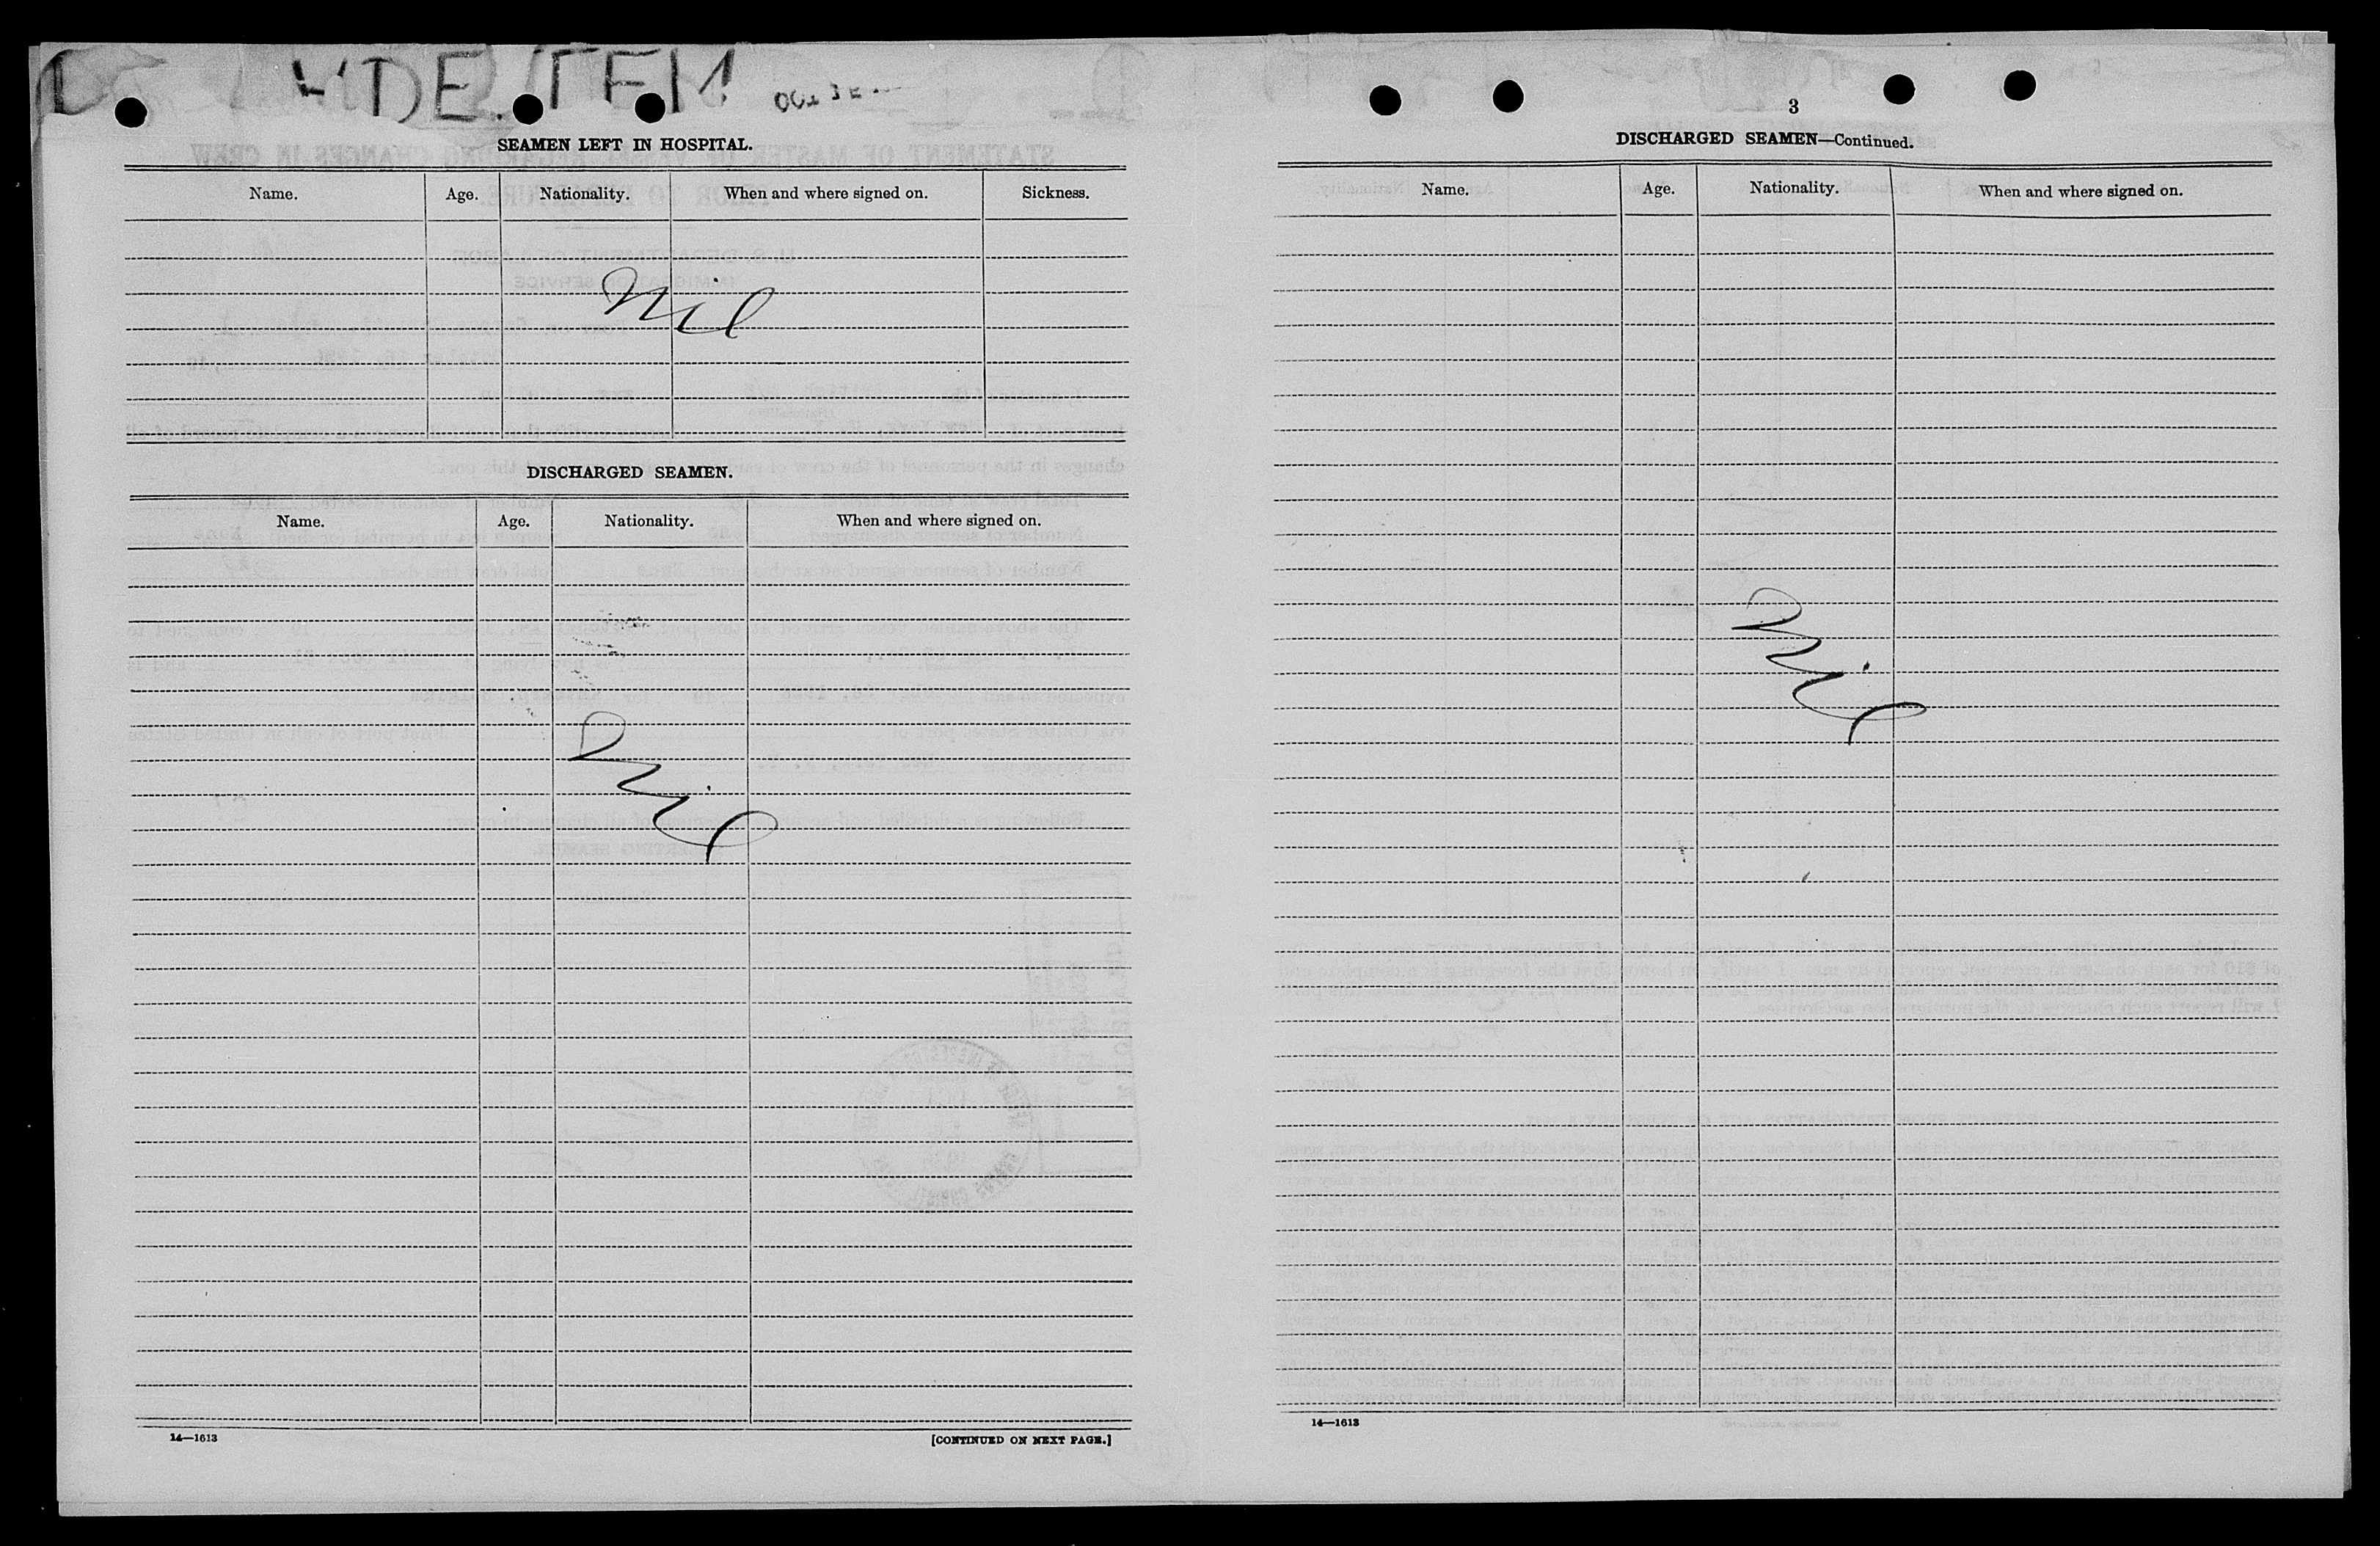 SEAMEN LEFT IN HOSPITAL.
Name. Age. Nationality. When and where signed on. Sickness.
Nil
DISCHARGED SEAMEN.
Name. Age. Nationality. When and where signed on.
Nil
14—1613 [CONTINUED ON NEXT PAGE.]
3
DISCHARGED SEAMEN—Continued.
Name. Age. Nationality. When and where signed on.
Nil
14—1613